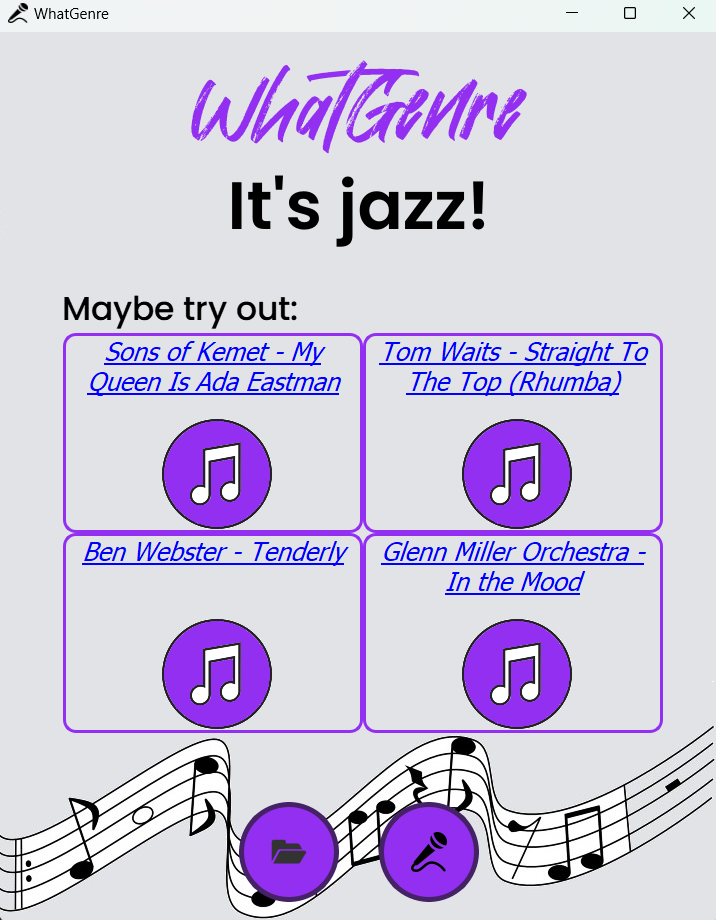 WhatGenre
WhatGenre
It's jazz!
Maybe try out:
Sons of Kemet - My
Queen Is Ada Eastman
Tom Waits - Straight To
The Top (Rhumba)
Ben Webster - Tenderly
Glenn Miller Orchestra -
In the Mood